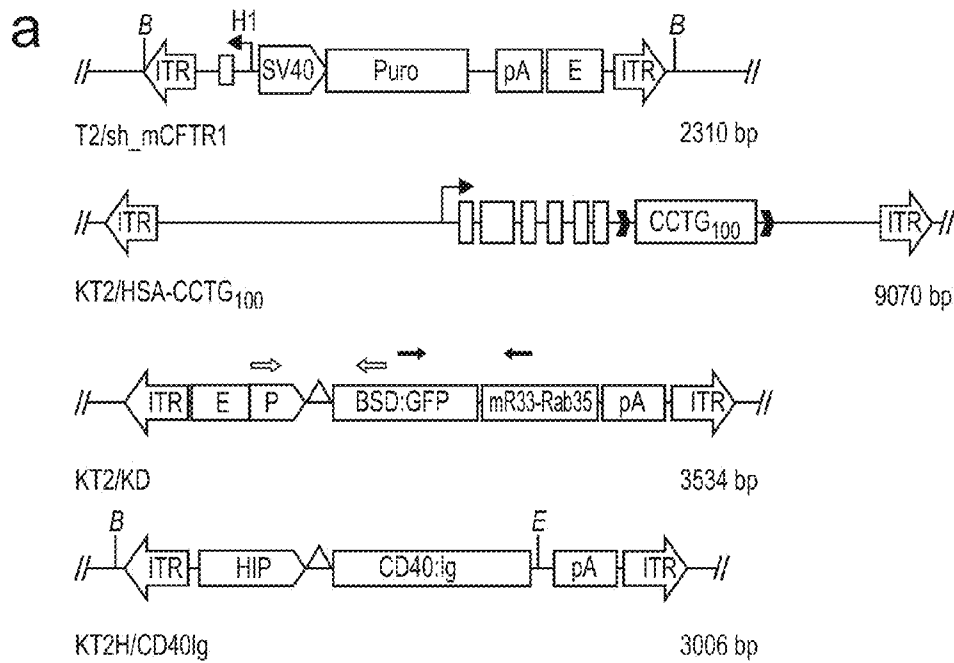 a
B H1 B
ITR SV40 Puro pA E ITR
T2/sh_mCFTR1 2310 bp
ITR CCTG100 ITR
KT2/HSA-CCTG100 9070 bp
ITR E P BSD:GFP mR33-Rab35 pA ITR
KT2/KD 3534 bp
B E
ITR HIP CD40:Ig pA ITR
KT2H/CD40Ig 3006 bp